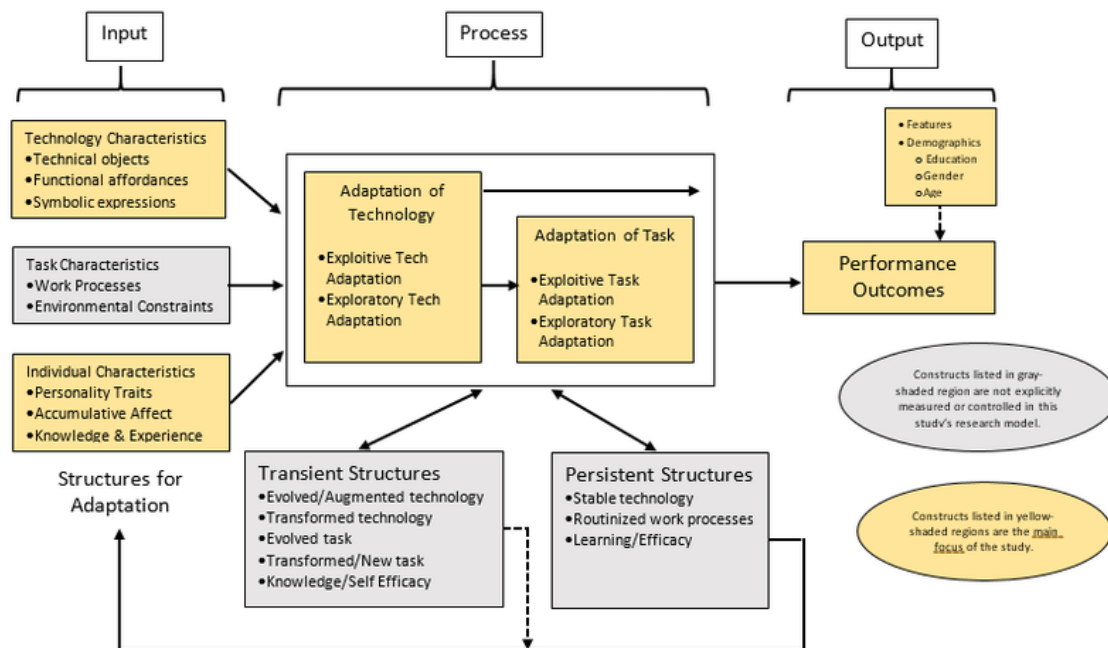 Input
Process
Output
Technology Characteristics
•Technical objects
•Functional affordances
•Symbolic expressions
Task Characteristics
•Work Processes
•Environmental Constraints
Individual Characteristics
•Personality Traits
•Accumulative Affect
•Knowledge & Experience
Structures for
Adaptation
Adaptation of
Technology
•Exploitive Tech
Adaptation
•Exploratory Tech
Adaptation
Adaptation of Task
•Exploitive Task
Adaptation
•Exploratory Task
Adaptation
Transient Structures
•Evolved/Augmented technology
•Transformed technology
•Evolved task
•Transformed/New task
•Knowledge/Self Efficacy
Persistent Structures
•Stable technology
•Routinized work processes
•Learning/Efficacy
• Features
• Demographics
o Education
oGender
oAge
Performance
Outcomes
Constructs listed in gray-
shaded region are not explicitly
measured or controlled in this
study's research model.
Constructs listed in yellow-
shaded regions are the main
focus of the study.